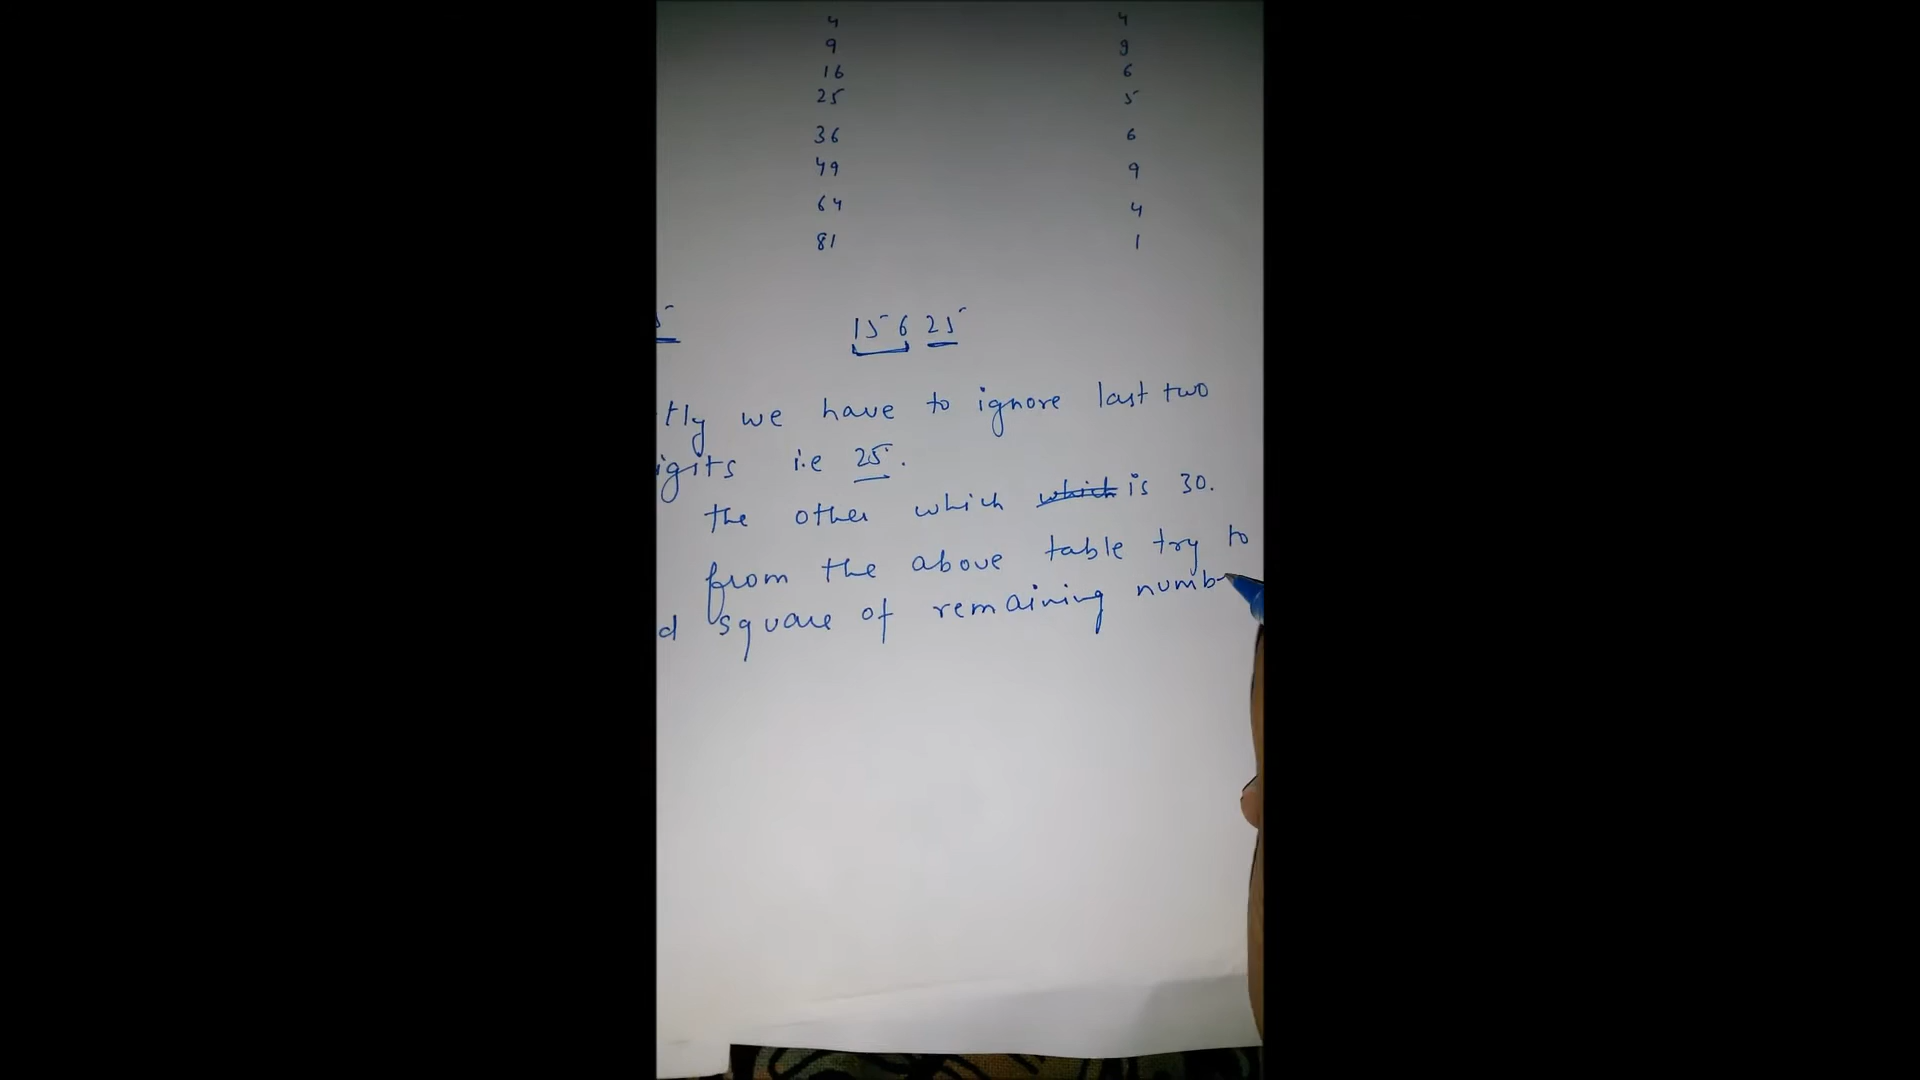 4 4
9 9
16 6
25 5
36 6
49 9
64 4
81 1
5 156 25
tly we have to ignore last two
igits i.e 25.
the other which which is 30.
from the above table try to
d square of remaining numb